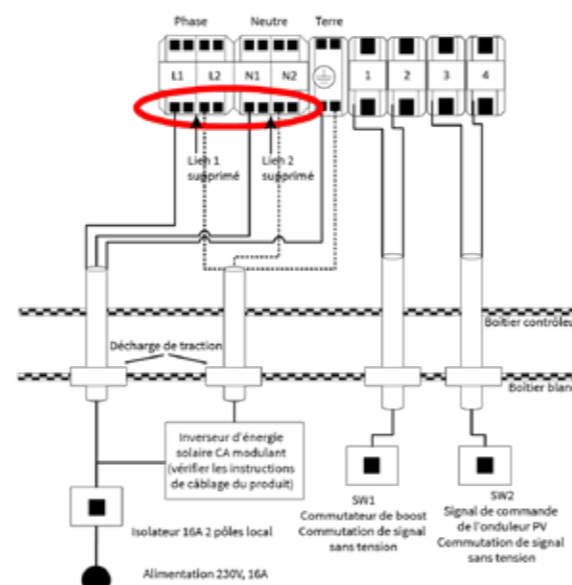 Phase
Neutre
Terre
L1
L2
N1
N2
1
2
3
4
Lien 1
supprimé
Lien 2
supprimé
Boîtier contrôleu
Décharge de traction
Boîtier blanc
Inverseur d'énergie
solaire CA modulant
(vérifier les instructions
de câblage du produit)
SW1
Commutateur de boost
Commutation de signal
sans tension
SW2
Signal de commande
de l'onduleur PV
Commutation de signal
sans tension
Isolateur 16A 2 pôles local
Alimentation 230V, 16A